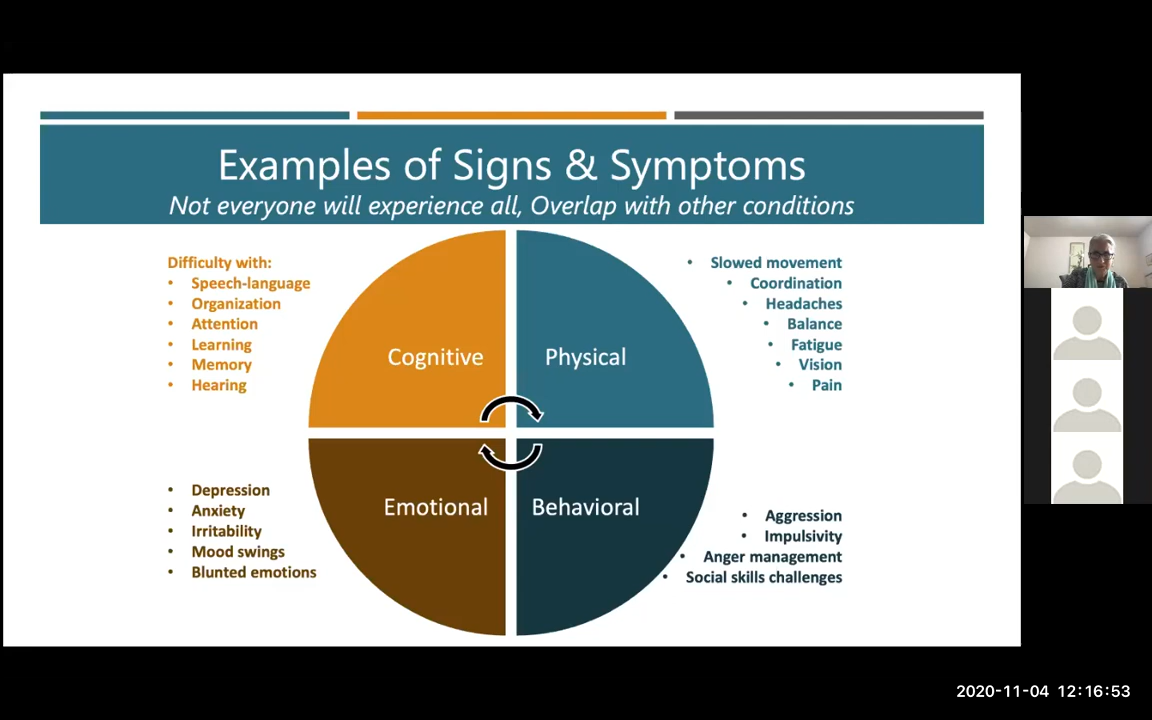 Examples of Signs & Symptoms
Not everyone will experience all, Overlap with other conditions
Difficulty with:
• Speech-language
• Organization
• Attention
• Learning
• Memory
• Hearing
Cognitive
Physical
• Slowed movement
• Coordination
• Headaches
• Balance
• Fatigue
• Vision
• Pain
Emotional
Behavioral
• Depression
• Anxiety
• Irritability
• Mood swings
• Blunted emotions
• Aggression
• Impulsivity
• Anger management
• Social skills challenges
2020-11-04 12:16:53